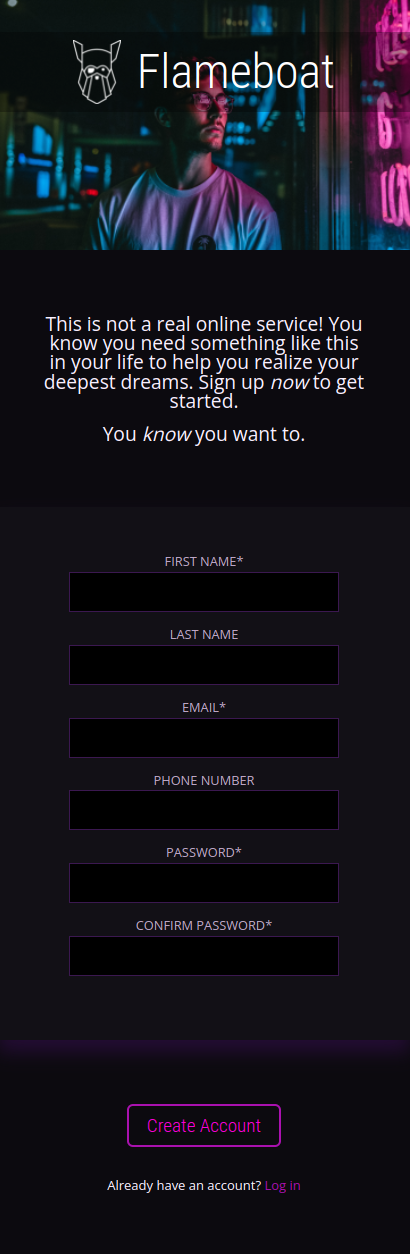 Flameboat
This is not a real online service! You
know you need something like this
in your life to help you realize your
deepest dreams. Sign up now to get
started.
You know you want to.
FIRST NAME*
LAST NAME
EMAIL*
PHONE NUMBER
PASSWORD*
CONFIRM PASSWORD*
Create Account
Already have an account? Log in